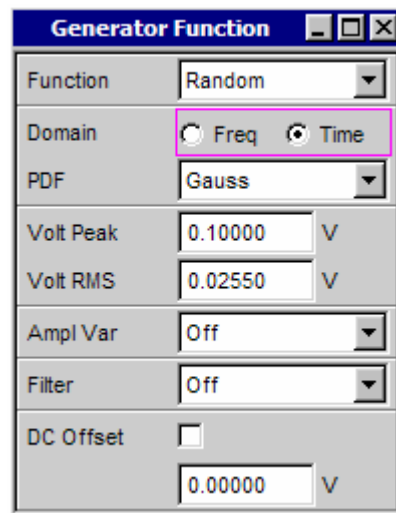 Generator Function
Function Random
Domain Freq Time
PDF Gauss
Volt Peak 0.10000 V
Volt RMS 0.02550 V
Ampl Var Off
Filter Off
DC Offset
0.00000 V